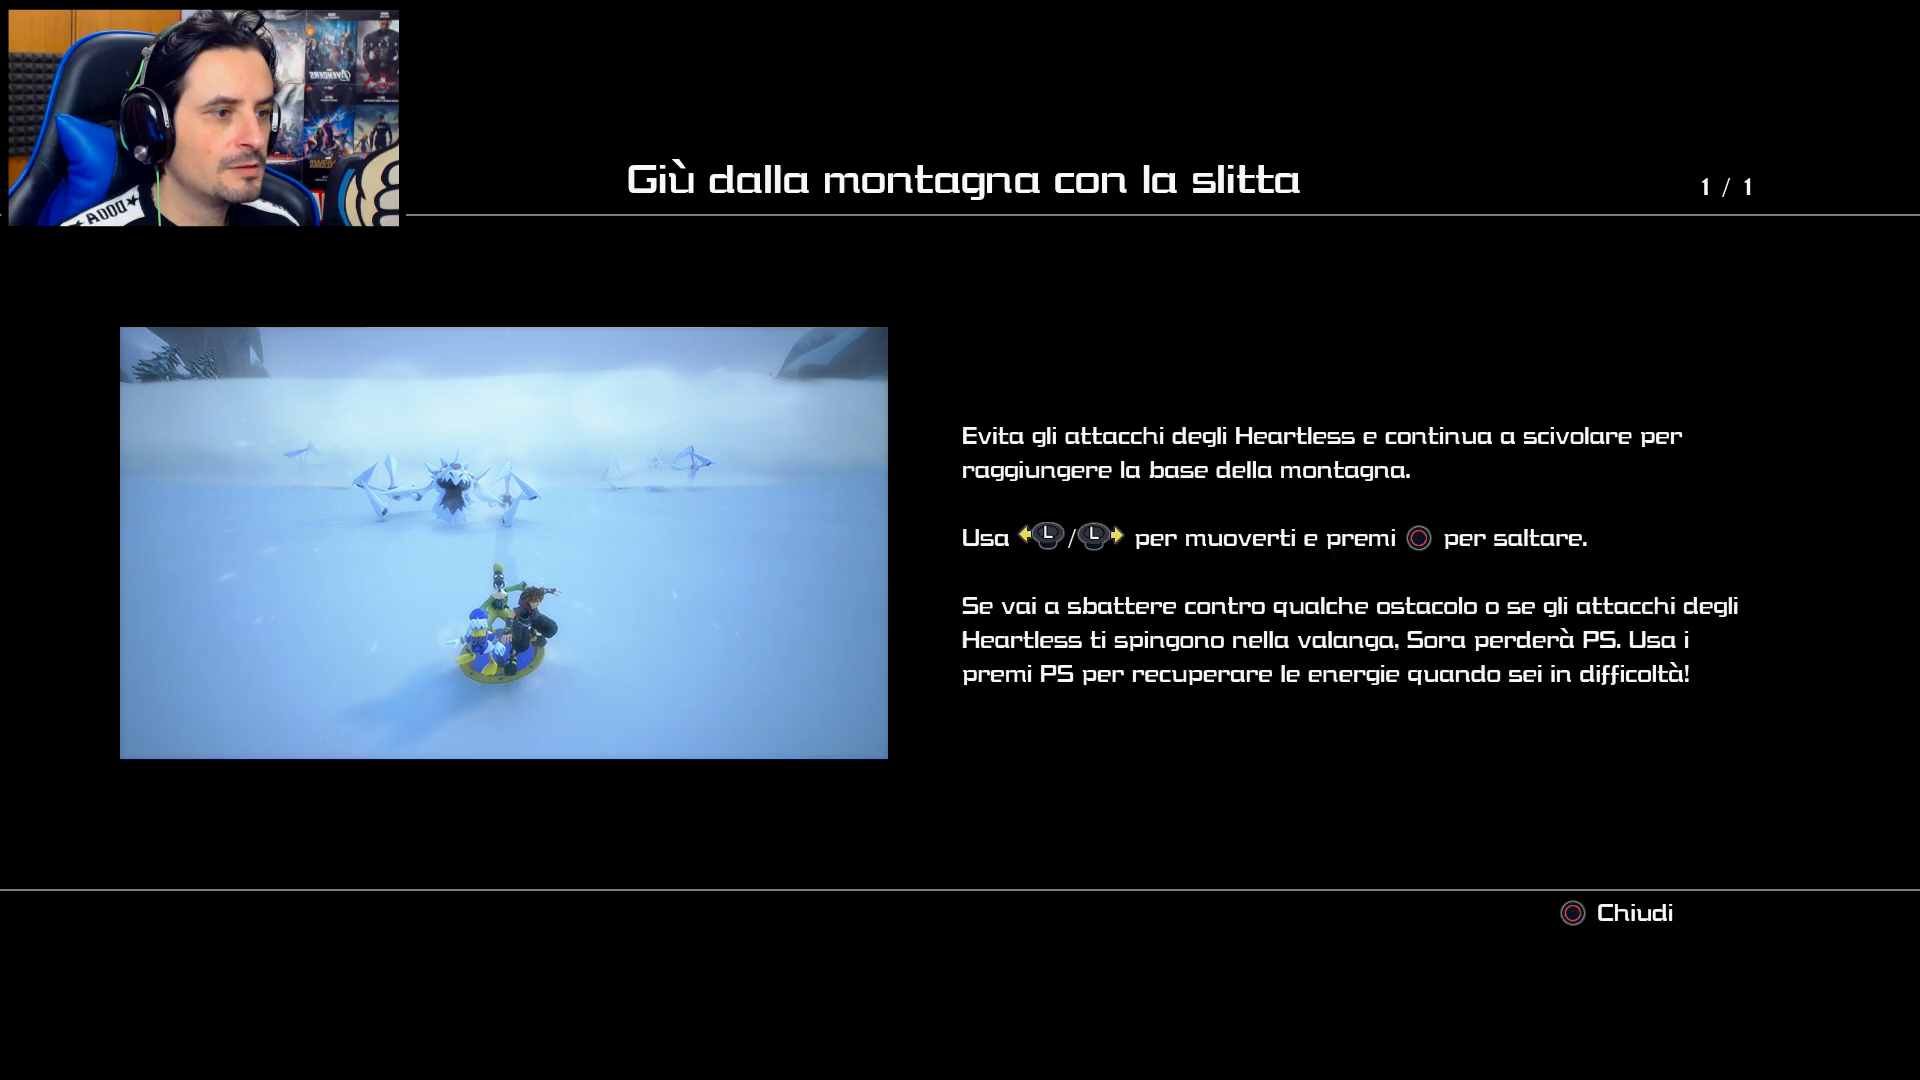 AVENGERS
Giù dalla montagna con la slitta
1 / 1
Evita gli attacchi degli Heartless e continua a scivolare per
raggiungere la base della montagna.
Usa L/L per muoverti e premi per saltare.
Se vai a sbattere contro qualche ostacolo o se gli attacchi degli
Heartless ti spingono nella valanga, Sora perderà PS. Usa i
premi PS per recuperare le energie quando sei in difficoltà!
Chiudi